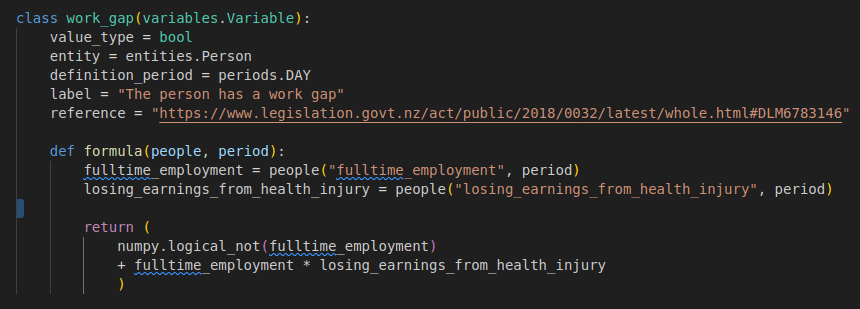 class work_gap(variables.Variable):
    value_type = bool
    entity = entities.Person
    definition_period = periods.DAY
    label = "The person has a work gap"
    reference = "https://www.legislation.govt.nz/act/public/2018/0032/latest/whole.html#DLM6783146"

    def formula(people, period):
        fulltime_employment = people("fulltime_employment", period)
        losing_earnings_from_health_injury = people("losing_earnings_from_health_injury", period)

        return (
            numpy.logical_not(fulltime_employment)
            + fulltime_employment * losing_earnings_from_health_injury
            )